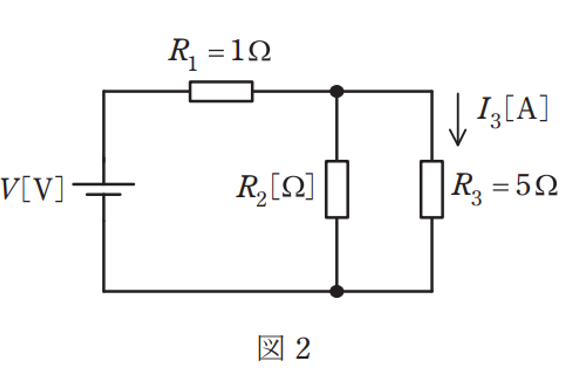 R₁ = 1Ω
I₃[A]
V[V]
R₂[Ω]
R₃ = 5Ω
図 2